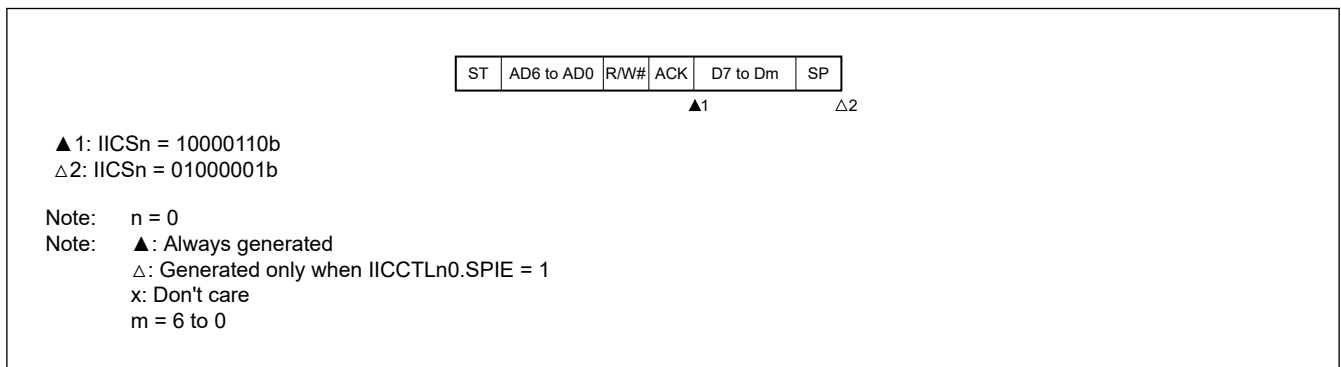 ST AD6 to AD0 R/W# ACK D7 to Dm SP
▲1 △2
▲1: IICSn = 10000110b
△2: IICSn = 01000001b
Note: n = 0
Note: ▲: Always generated
△: Generated only when IICCTLn0.SPIE = 1
x: Don't care
m = 6 to 0